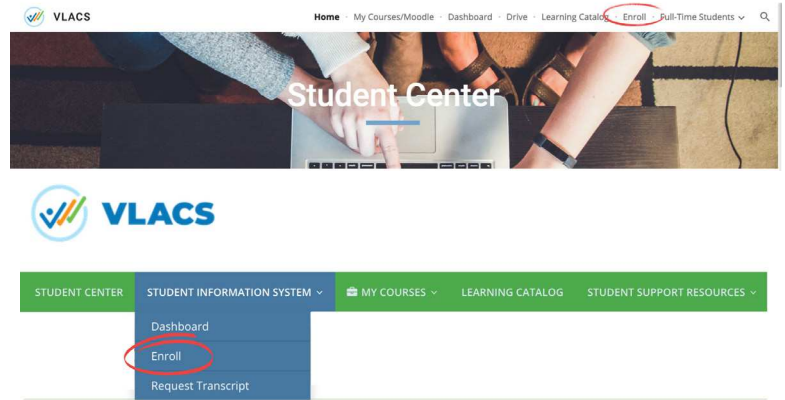 VLACS
Home · My Courses/Moodle · Dashboard · Drive · Learning Catalog · Enroll · Full-Time Students
Student Center
VLACS
STUDENT CENTER STUDENT INFORMATION SYSTEM MY COURSES LEARNING CATALOG STUDENT SUPPORT RESOURCES
Dashboard
Enroll
Request Transcript